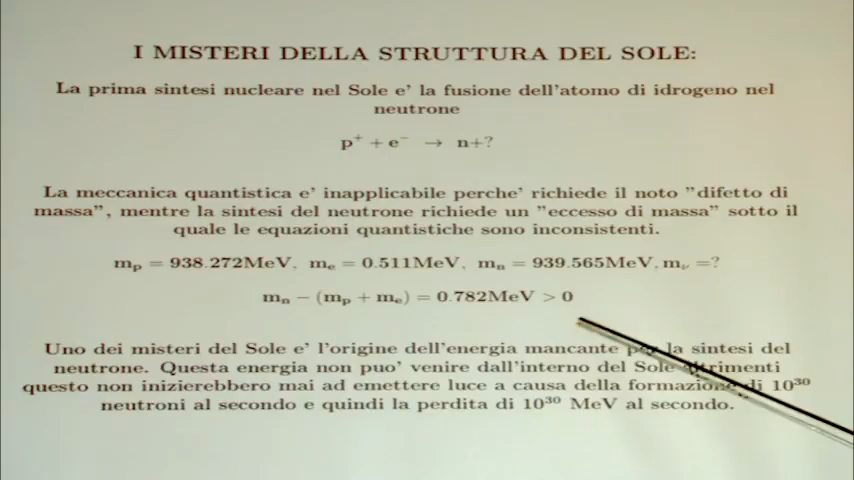 I MISTERI DELLA STRUTTURA DEL SOLE:
La prima sintesi nucleare nel Sole e' la fusione dell'atomo di idrogeno nel
neutrone
p⁺ + e⁻ → n+?
La meccanica quantistica e' inapplicabile perche' richiede il noto "difetto di
massa", mentre la sintesi del neutrone richiede un "eccesso di massa" sotto il
quale le equazioni quantistiche sono inconsistenti.
mₚ = 938.272MeV, mₑ = 0.511MeV, mₙ = 939.565MeV, mᵥ =?
mₙ − (mₚ + mₑ) = 0.782MeV > 0
Uno dei misteri del Sole e' l'origine dell'energia mancante per la sintesi del
neutrone. Questa energia non puo' venire dall'interno del Sole altrimenti
questo non inizierebbero mai ad emettere luce a causa della formazione di 10³⁰
neutroni al secondo e quindi la perdita di 10³⁰ MeV al secondo.